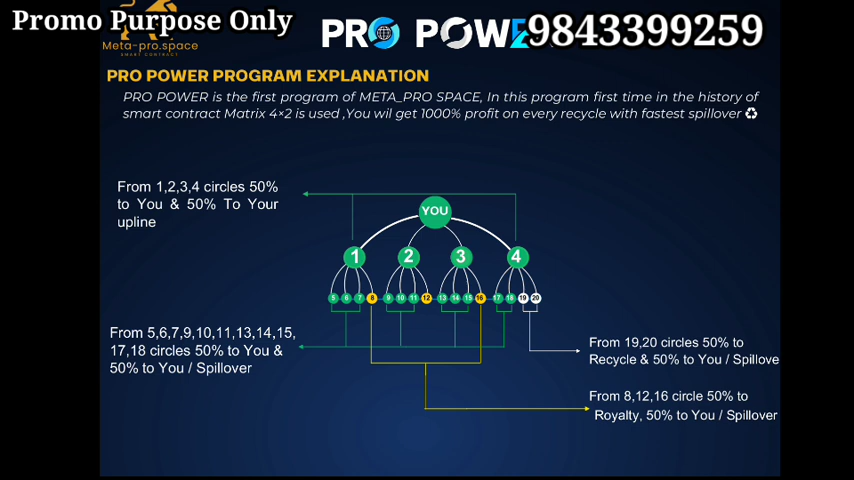 Promo Purpose Only
Meta-pro.space
SMART CONTRACT
PRO POWE
9843399259
PRO POWER PROGRAM EXPLANATION
PRO POWER is the first program of META_PRO SPACE, In this program first time in the history of
smart contract Matrix 4×2 is used ,You wil get 1000% profit on every recycle with fastest spillover
From 1,2,3,4 circles 50%
to You & 50% To Your
upline
YOU
1 2 3 4
5 6 7 8 9 10 11 12 13 14 15 16 17 18 19 20
From 5,6,7,9,10,11,13,14,15,
17,18 circles 50% to You &
50% to You / Spillover
From 19,20 circles 50% to
Recycle & 50% to You / Spillove
From 8,12,16 circle 50% to
Royalty, 50% to You / Spillover